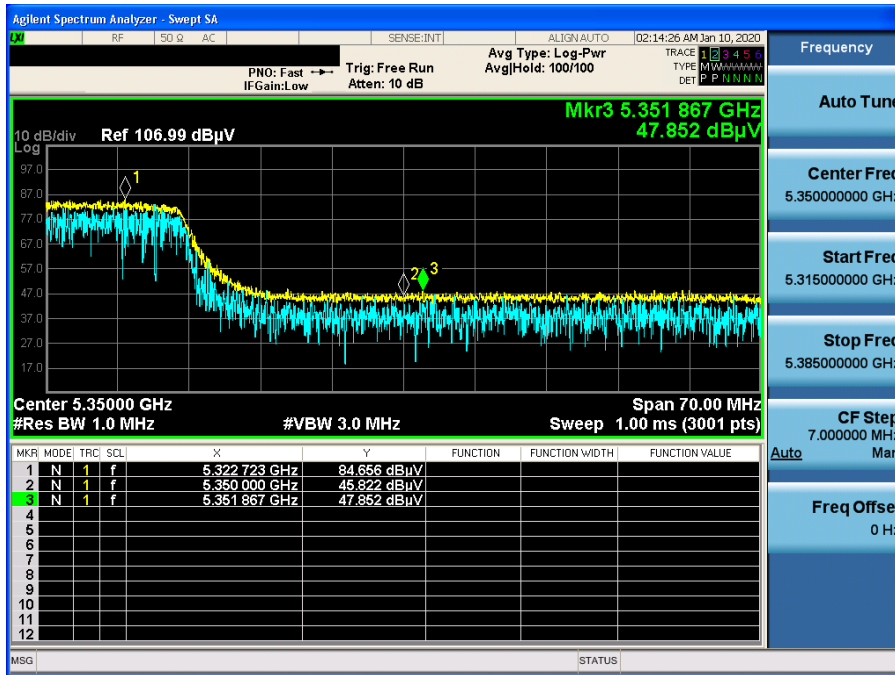 Agilent Spectrum Analyzer - Swept SA
LXI RF 50 Ω AC SENSE:INT ALIGN AUTO 02:14:26 AM Jan 10, 2020
Frequency
PNO: Fast
IFGain:Low
Trig: Free Run
Atten: 10 dB
Avg Type: Log-Pwr
Avg|Hold: 100/100
TRACE 1 2 3 4 5 6
TYPE MWWWWW
DET P P N N N N
Auto Tune
Mkr3 5.351 867 GHz
47.852 dBµV
10 dB/div Ref 106.99 dBµV
Log
97.0
87.0
77.0
67.0
57.0
47.0
37.0
27.0
17.0
1
2
3
Center Freq
5.350000000 GHz
Start Freq
5.315000000 GHz
Stop Freq
5.385000000 GHz
Center 5.35000 GHz Span 70.00 MHz
#Res BW 1.0 MHz #VBW 3.0 MHz Sweep 1.00 ms (3001 pts)
CF Step
7.000000 MHz
Auto Man
Freq Offset
0 Hz
MKR MODE TRC SCL X Y FUNCTION FUNCTION WIDTH FUNCTION VALUE
1 N 1 f 5.322 723 GHz 84.656 dBµV
2 N 1 f 5.350 000 GHz 45.822 dBµV
3 N 1 f 5.351 867 GHz 47.852 dBµV
4
5
6
7
8
9
10
11
12
MSG STATUS